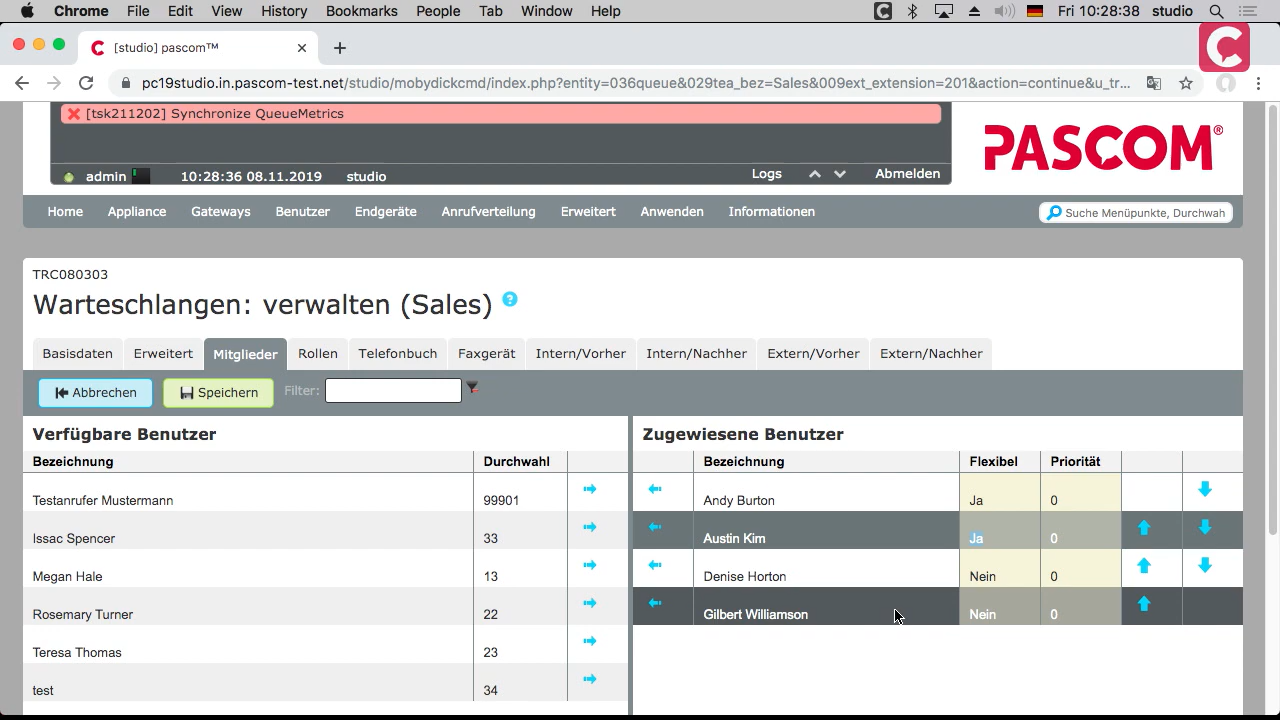 Chrome File Edit View History Bookmarks People Tab Window Help Fri 10:28:38 studio
[studio] pascom™
pc19studio.in.pascom-test.net/studio/mobydickcmd/index.php?entity=036queue&029tea_bez=Sales&009ext_extension=201&action=continue&u_tr...
[tsk211202] Synchronize QueueMetrics
PASCOM®
admin 10:28:36 08.11.2019 studio Logs Abmelden
Home Appliance Gateways Benutzer Endgeräte Anrufverteilung Erweitert Anwenden Informationen Suche Menüpunkte, Durchwah
TRC080303
Warteschlangen: verwalten (Sales) ?
Basisdaten Erweitert Mitglieder Rollen Telefonbuch Faxgerät Intern/Vorher Intern/Nachher Extern/Vorher Extern/Nachher
Abbrechen Speichern Filter:
Verfügbare Benutzer
Bezeichnung Durchwahl
Testanrufer Mustermann 99901
Issac Spencer 33
Megan Hale 13
Rosemary Turner 22
Teresa Thomas 23
test 34
Zugewiesene Benutzer
Bezeichnung Flexibel Priorität
Andy Burton Ja 0
Austin Kim Ja 0
Denise Horton Nein 0
Gilbert Williamson Nein 0